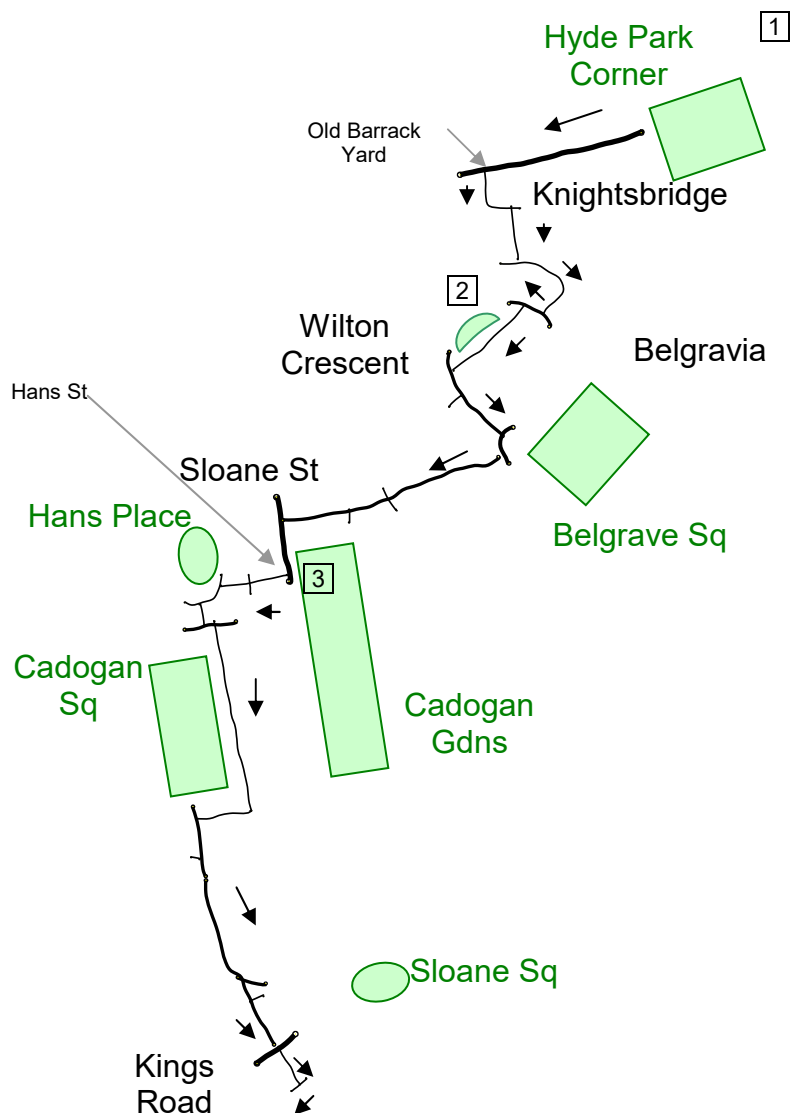 1
Hyde Park
Corner
Old Barrack
Yard
Knightsbridge
2
Wilton
Crescent
Belgravia
Hans St
Sloane St
Hans Place
Belgrave Sq
3
Cadogan
Sq
Cadogan
Gdns
Sloane Sq
Kings
Road